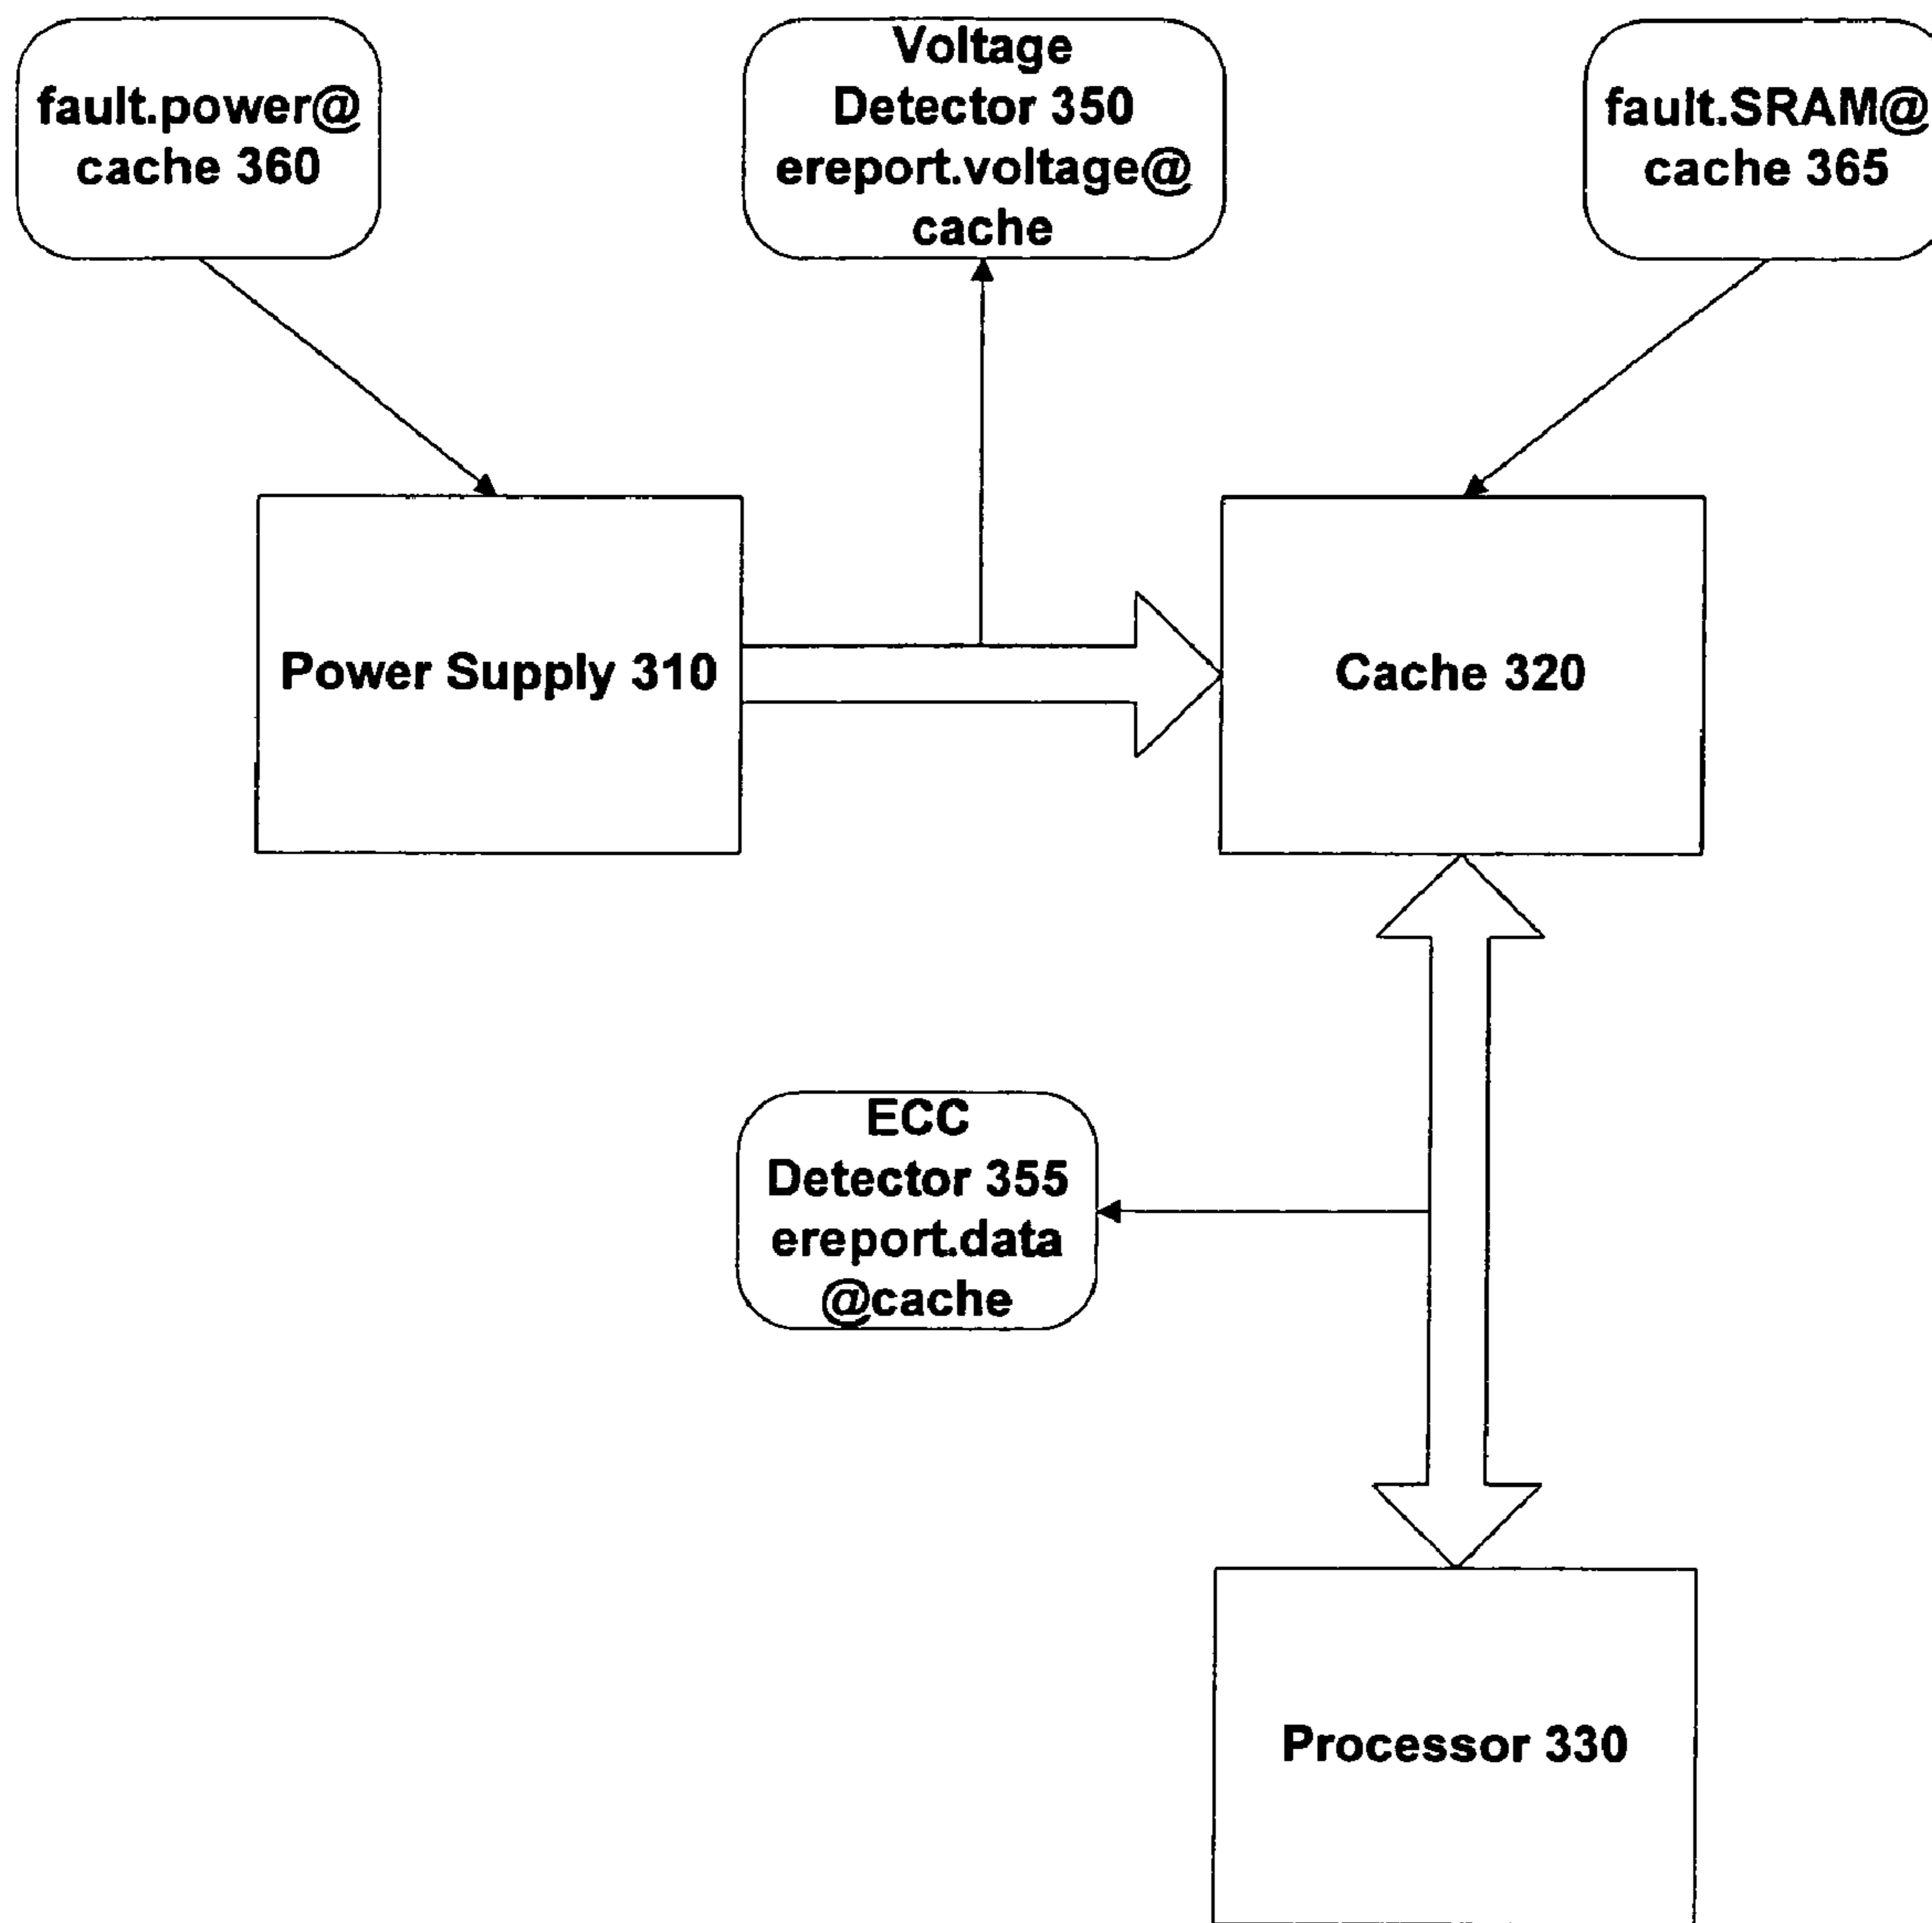 fault.power@
cache 360
Voltage
Detector 350
ereport.voltage@
cache
fault.SRAM@
cache 365
Power Supply 310
Cache 320
ECC
Detector 355
ereport.data
@cache
Processor 330